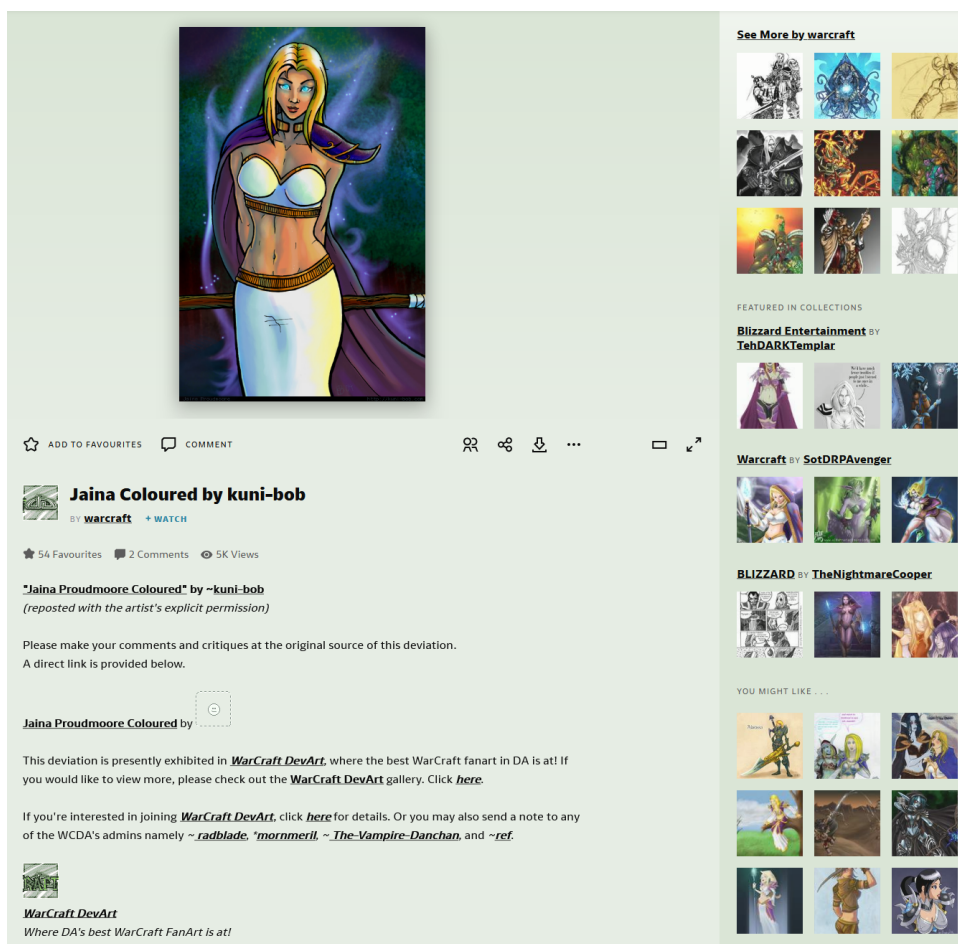 See More by warcraft
FEATURED IN COLLECTIONS
Blizzard Entertainment BY
TehDARKTemplar
Warcraft BY SotDRPAvenger
BLIZZARD BY TheNightmareCooper
YOU MIGHT LIKE . . .
ADD TO FAVOURITES
COMMENT
Jaina Coloured by kuni-bob
BY warcraft + WATCH
54 Favourites 2 Comments 5K Views
"Jaina Proudmoore Coloured" by ~kuni-bob
(reposted with the artist's explicit permission)
Please make your comments and critiques at the original source of this deviation.
A direct link is provided below.
Jaina Proudmoore Coloured by
This deviation is presently exhibited in WarCraft DevArt, where the best WarCraft fanart in DA is at! If
you would like to view more, please check out the WarCraft DevArt gallery. Click here.
If you're interested in joining WarCraft DevArt, click here for details. Or you may also send a note to any
of the WCDA's admins namely ~ radblade, *mornmeril, ~ The-Vampire-Danchan, and ~ref.
WarCraft DevArt
Where DA's best WarCraft FanArt is at!